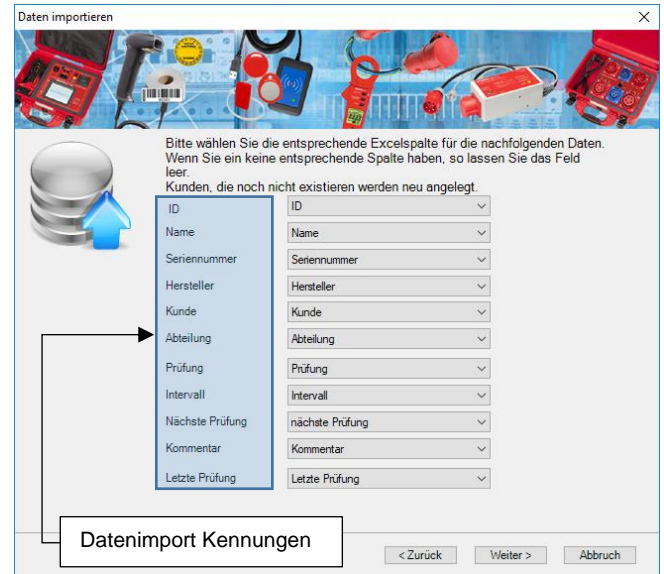 Daten importieren
Bitte wählen Sie die entsprechende Excelspalte für die nachfolgenden Daten.
Wenn Sie ein keine entsprechende Spalte haben, so lassen Sie das Feld
leer.
Kunden, die noch nicht existieren werden neu angelegt.
ID ID
Name Name
Seriennummer Seriennummer
Hersteller Hersteller
Kunde Kunde
Abteilung Abteilung
Prüfung Prüfung
Intervall Intervall
Nächste Prüfung nächste Prüfung
Kommentar Kommentar
Letzte Prüfung Letzte Prüfung
Datenimport Kennungen
< Zurück Weiter > Abbruch